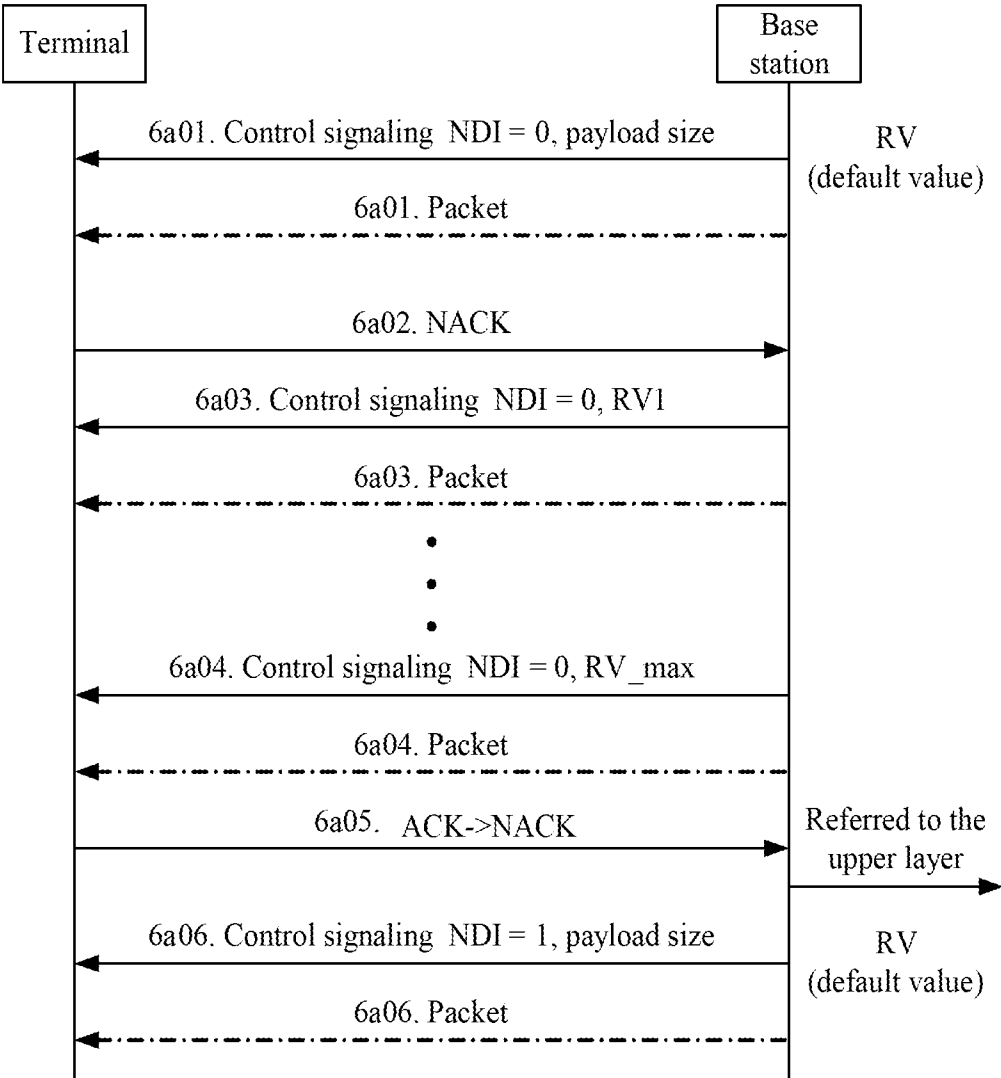 Terminal
Base
station
6a01. Control signaling NDI = 0, payload size
RV
(default value)
6a01. Packet
6a02. NACK
6a03. Control signaling NDI = 0, RV1
6a03. Packet
6a04. Control signaling NDI = 0, RV_max
6a04. Packet
6a05. ACK->NACK
Referred to the
upper layer
6a06. Control signaling NDI = 1, payload size
RV
(default value)
6a06. Packet